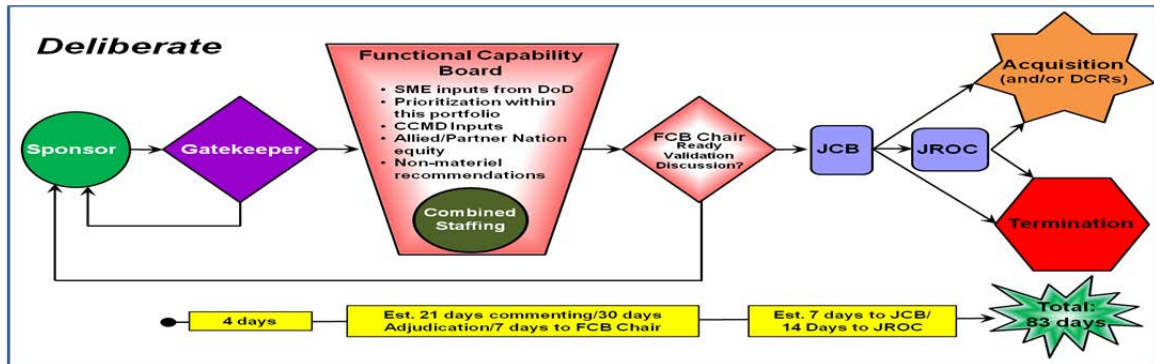 Deliberate
Sponsor
Gatekeeper
Functional Capability
Board
• SME inputs from DoD
• Prioritization within
this portfolio
• CCMD Inputs
• Allied/Partner Nation
equity
• Non-materiel
recommendations
Combined
Staffing
FCB Chair
Ready
Validation
Discussion?
JCB
JROC
Acquisition
(and/or DCRs)
Termination
4 days
Est. 21 days commenting/30 days
Adjudication/7 days to FCB Chair
Est. 7 days to JCB/
14 Days to JROC
Total:
83 days